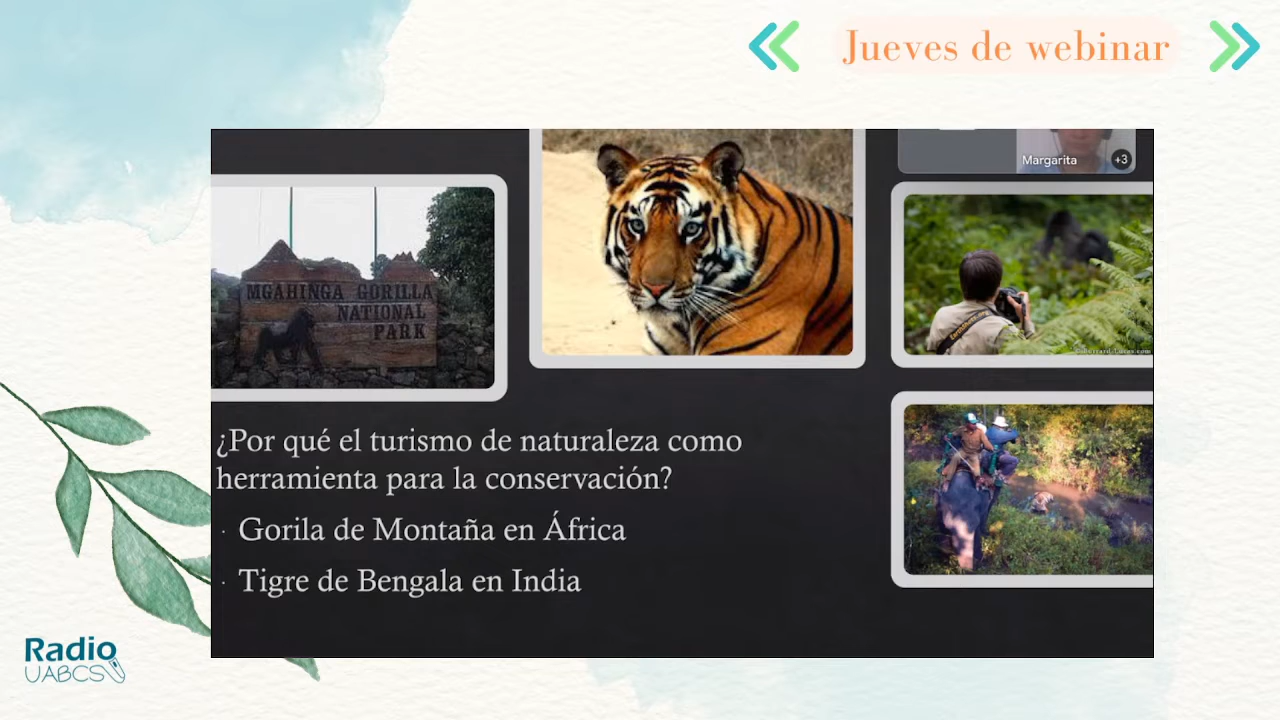 Jueves de webinar
Margarita
+3
MGAHINGA GORILLA
NATIONAL
PARK
¿Por qué el turismo de naturaleza como
herramienta para la conservación?
· Gorila de Montaña en África
· Tigre de Bengala en India
Radio
UABCS